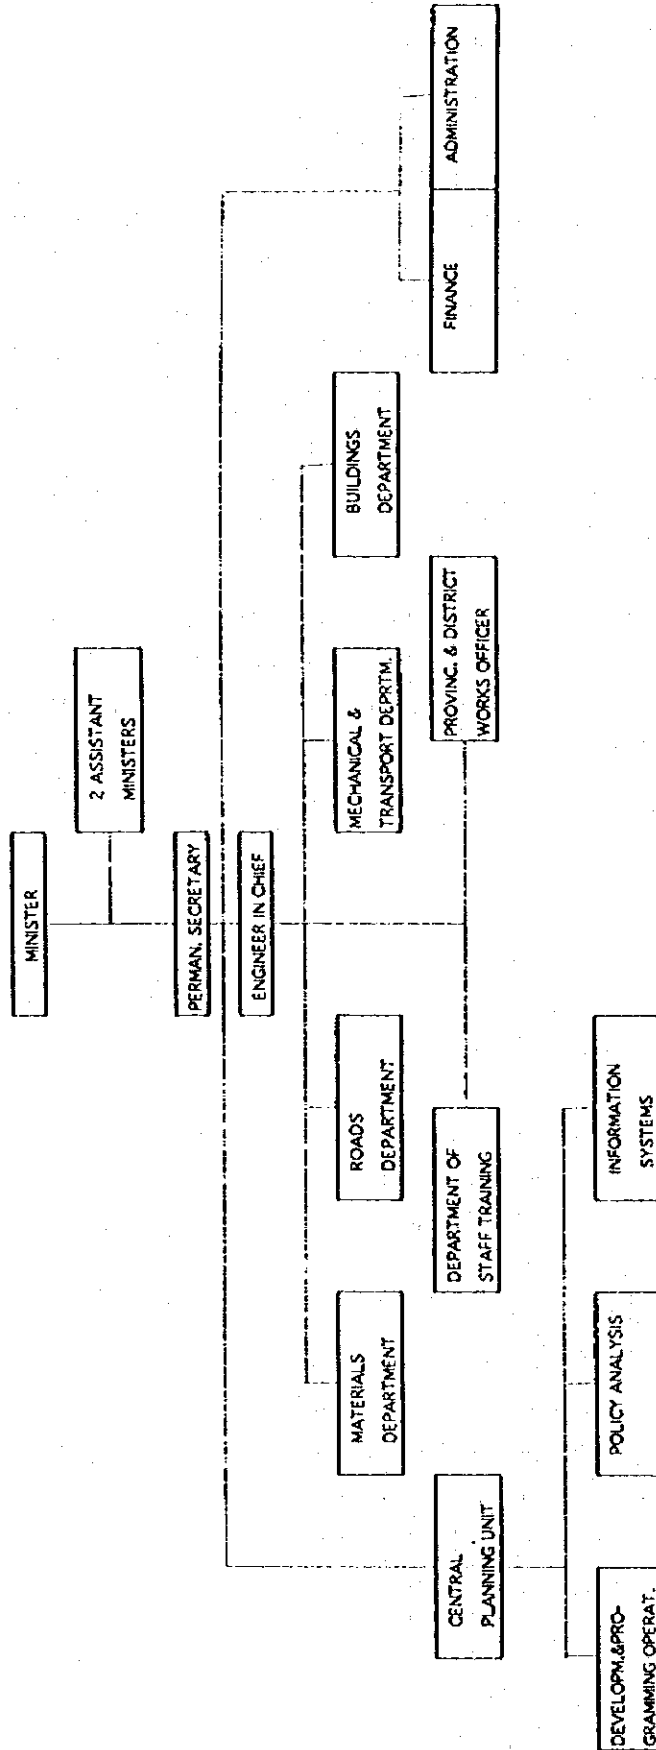 MINISTER
2 ASSISTANT
MINISTERS
PERMAN. SECRETARY
ENGINEER IN CHIEF
MATERIALS
DEPARTMENT
ROADS
DEPARTMENT
MECHANICAL &
TRANSPORT DEPRTM.
BUILDINGS
DEPARTMENT
CENTRAL
PLANNING UNIT
DEPARTMENT OF
STAFF TRAINING
PROVINC. & DISTRICT
WORKS OFFICER
FINANCE
ADMINISTRATION
DEVELOPM.&PRO-
GRAMMING OPERAT.
POLICY ANALYSIS
INFORMATION
SYSTEMS